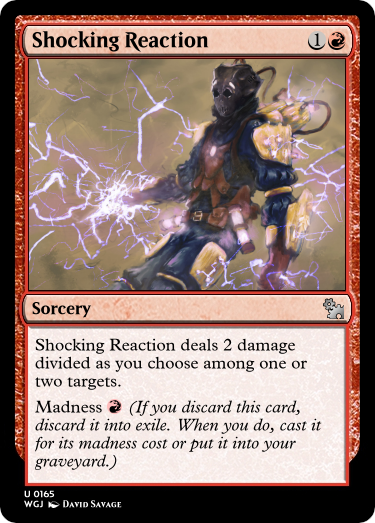 Shocking Reaction 1
Sorcery
Shocking Reaction deals 2 damage
divided as you choose among one or
two targets.
Madness (If you discard this card,
discard it into exile. When you do, cast it
for its madness cost or put it into your
graveyard.)
U 0165
WGJ David Savage